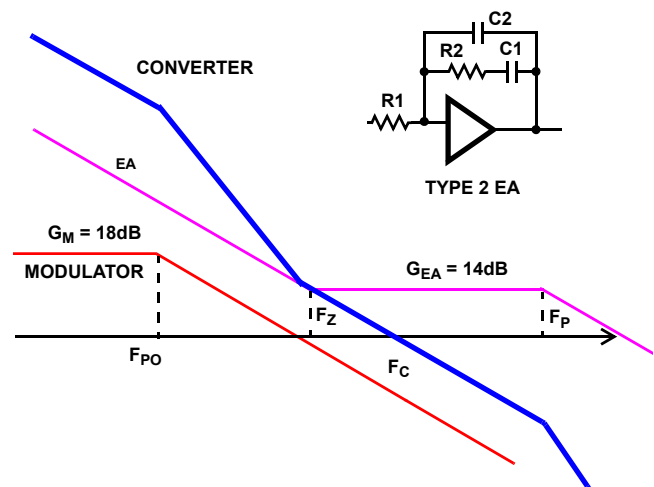 C2
R2
C1
CONVERTER
R1
EA
TYPE 2 EA
GM = 18dB
GEA = 14dB
MODULATOR
FZ
FP
FPO
FC